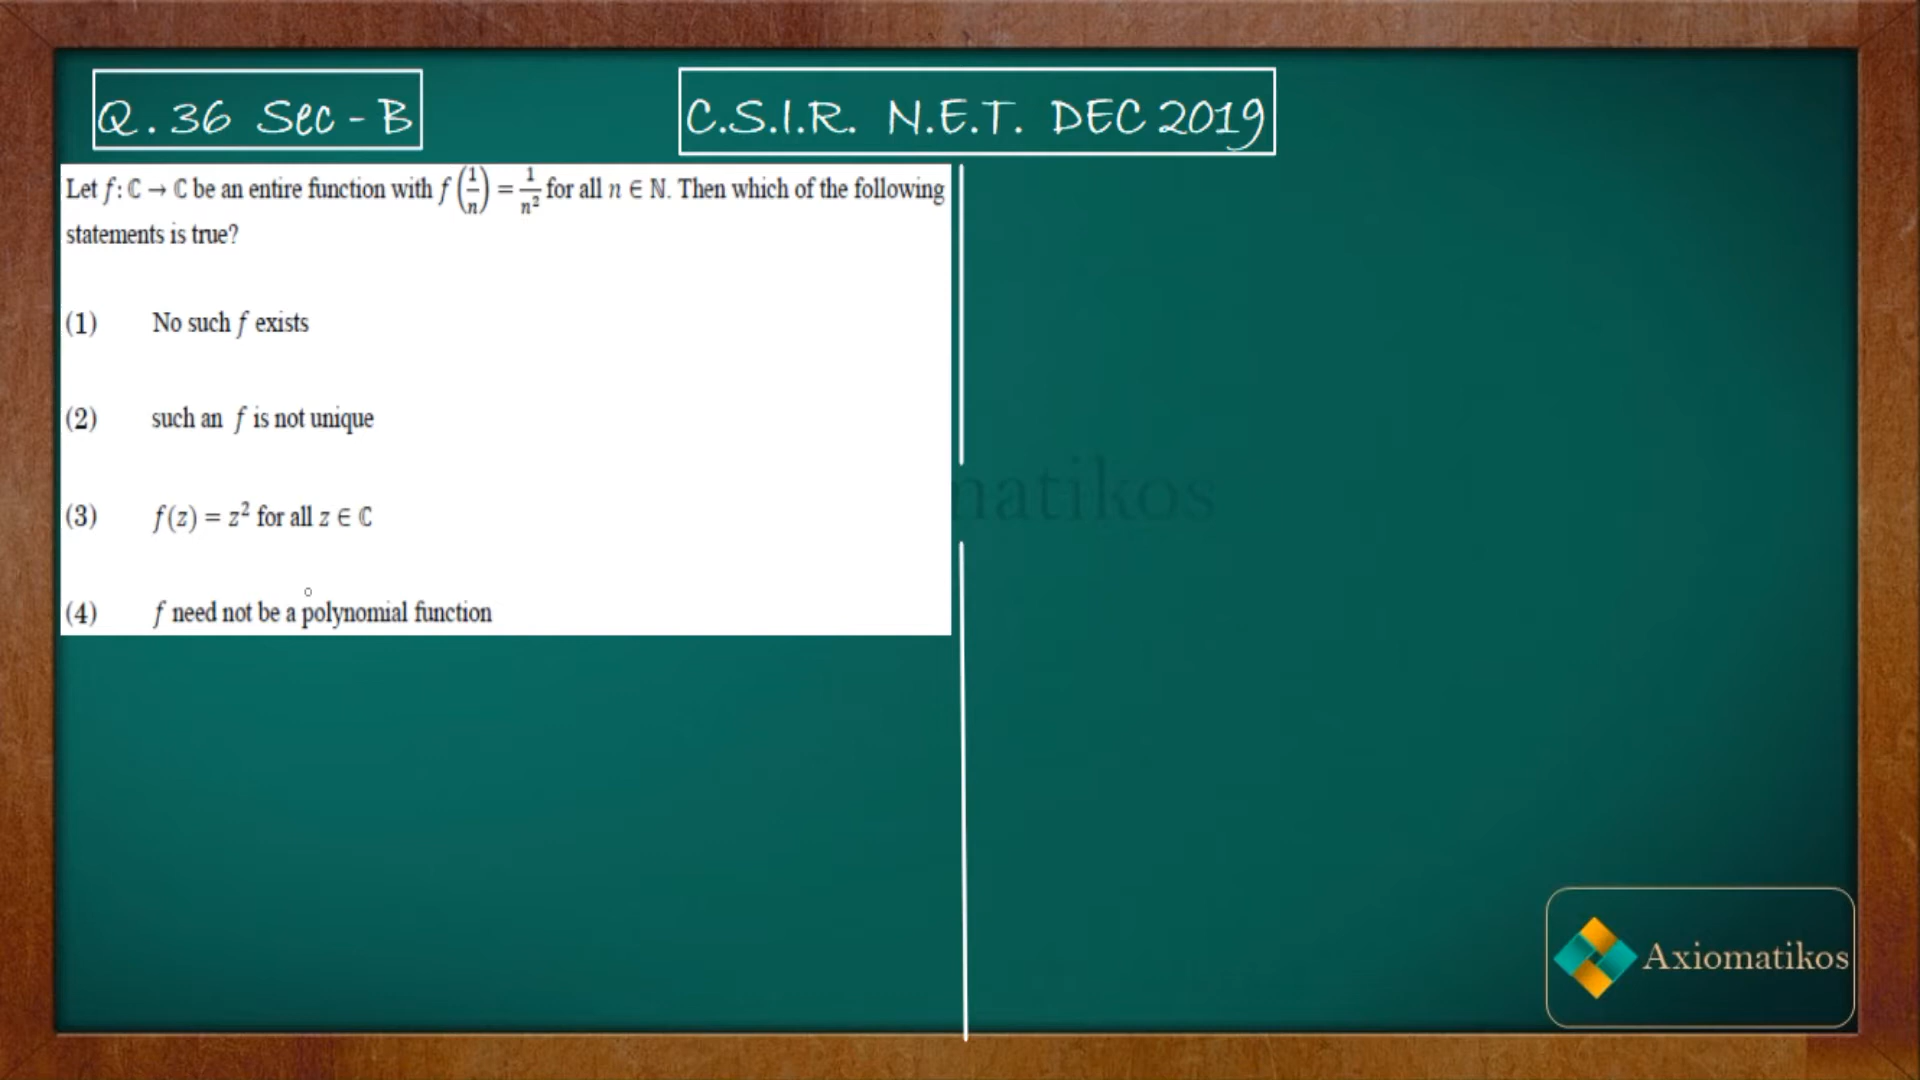 Q. 36 Sec - B
C.S.I.R. N.E.T. DEC 2019
Let f: ℂ → ℂ be an entire function with f(1/n) = 1/n² for all n ∈ ℕ. Then which of the following
statements is true?
(1) No such f exists
(2) such an f is not unique
(3) f(z) = z² for all z ∈ ℂ
(4) f need not be a polynomial function
matikos
Axiomatikos